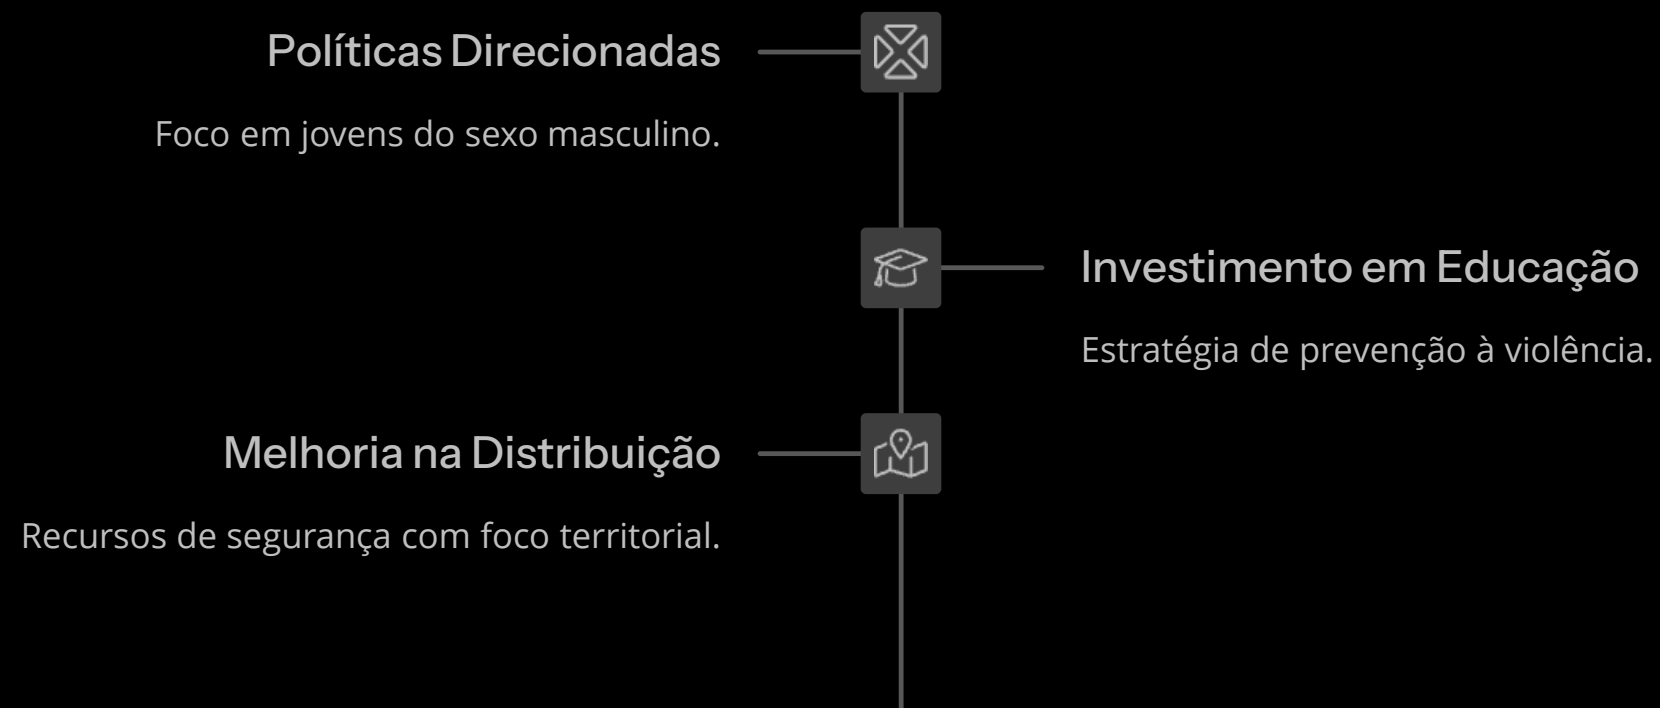 Políticas Direcionadas
Foco em jovens do sexo masculino.
Investimento em Educação
Estratégia de prevenção à violência.
Melhoria na Distribuição
Recursos de segurança com foco territorial.